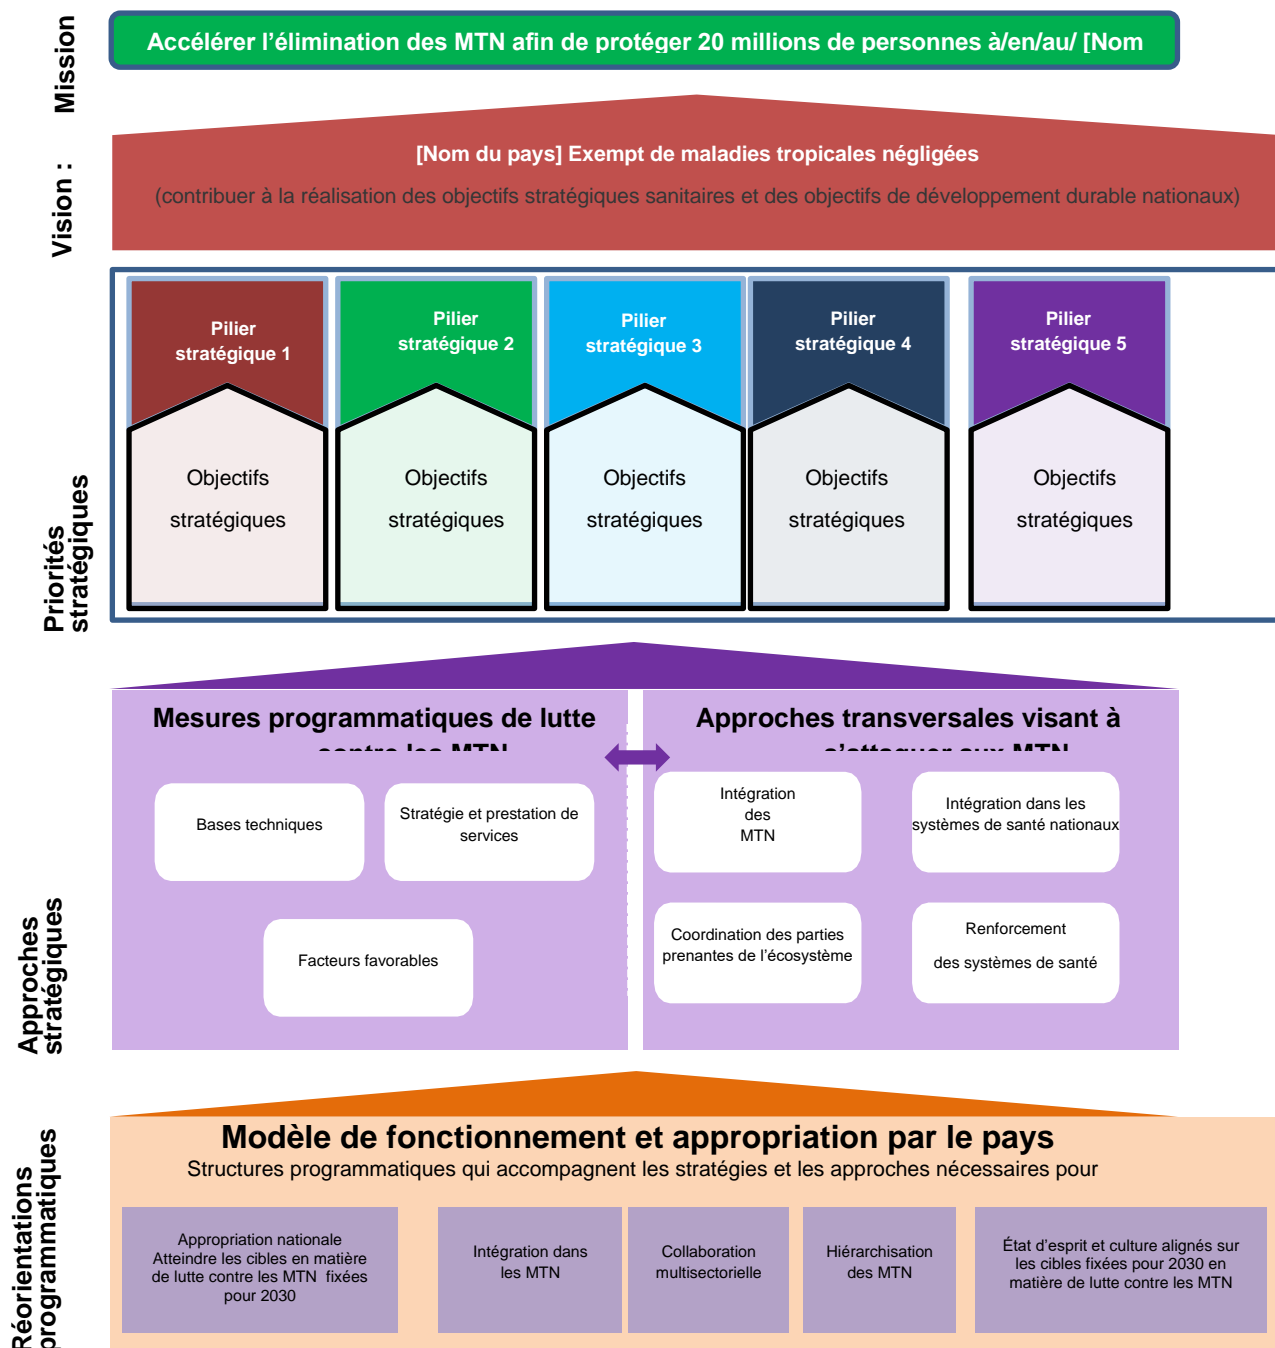 Mission
Accélérer l’élimination des MTN afin de protéger 20 millions de personnes à/en/au/ [Nom
Vision :
[Nom du pays] Exempt de maladies tropicales négligées
(contribuer à la réalisation des objectifs stratégiques sanitaires et des objectifs de développement durable nationaux)
Priorités
stratégiques
Pilier
stratégique 1
Objectifs
stratégiques
Pilier
stratégique 2
Objectifs
stratégiques
Pilier
stratégique 3
Objectifs
stratégiques
Pilier
stratégique 4
Objectifs
stratégiques
Pilier
stratégique 5
Objectifs
stratégiques
Approches
stratégiques
Mesures programmatiques de lutte
contre les MTN
Bases techniques
Stratégie et prestation de
services
Facteurs favorables
Approches transversales visant à
s’attaquer aux MTN
Intégration
des
MTN
Intégration dans les
systèmes de santé nationaux
Coordination des parties
prenantes de l’écosystème
Renforcement
des systèmes de santé
Réorientations
programmatiques
Modèle de fonctionnement et appropriation par le pays
Structures programmatiques qui accompagnent les stratégies et les approches nécessaires pour
Appropriation nationale
Atteindre les cibles en matière
de lutte contre les MTN fixées
pour 2030
Intégration dans
les MTN
Collaboration
multisectorielle
Hiérarchisation
des MTN
État d’esprit et culture alignés sur
les cibles fixées pour 2030 en
matière de lutte contre les MTN